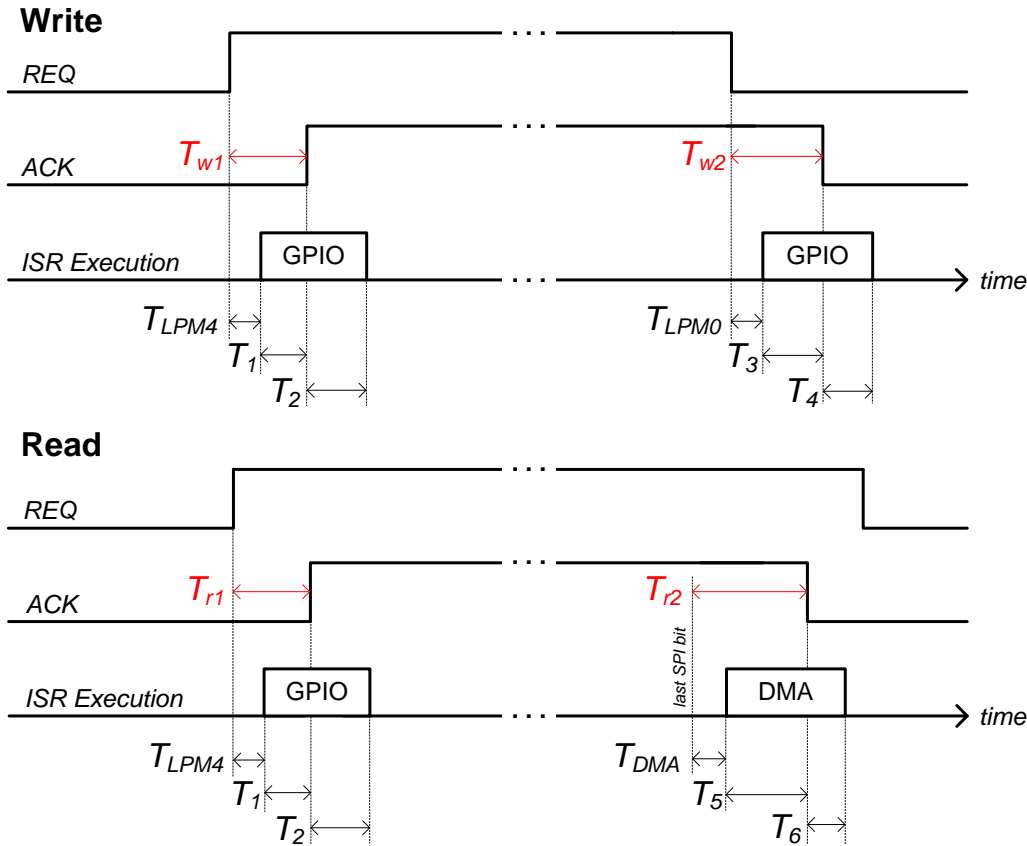 Write
REQ
. . .
ACK
T_w1
. . .
T_w2
ISR Execution
GPIO
. . .
GPIO
time
T_LPM4
T_LPM0
T_1
T_3
T_2
T_4
Read
REQ
. . .
ACK
T_r1
. . .
T_r2
last SPI bit
ISR Execution
GPIO
. . .
DMA
time
T_LPM4
T_DMA
T_1
T_5
T_2
T_6